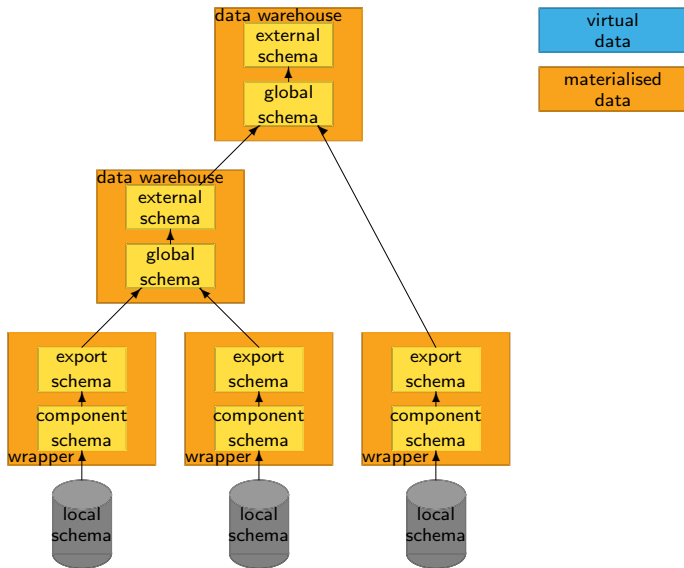 data warehouse
external
schema
global
schema
virtual
data
materialised
data
data warehouse
external
schema
global
schema
export
schema
component
schema
wrapper
local
schema
export
schema
component
schema
wrapper
local
schema
export
schema
component
schema
wrapper
local
schema